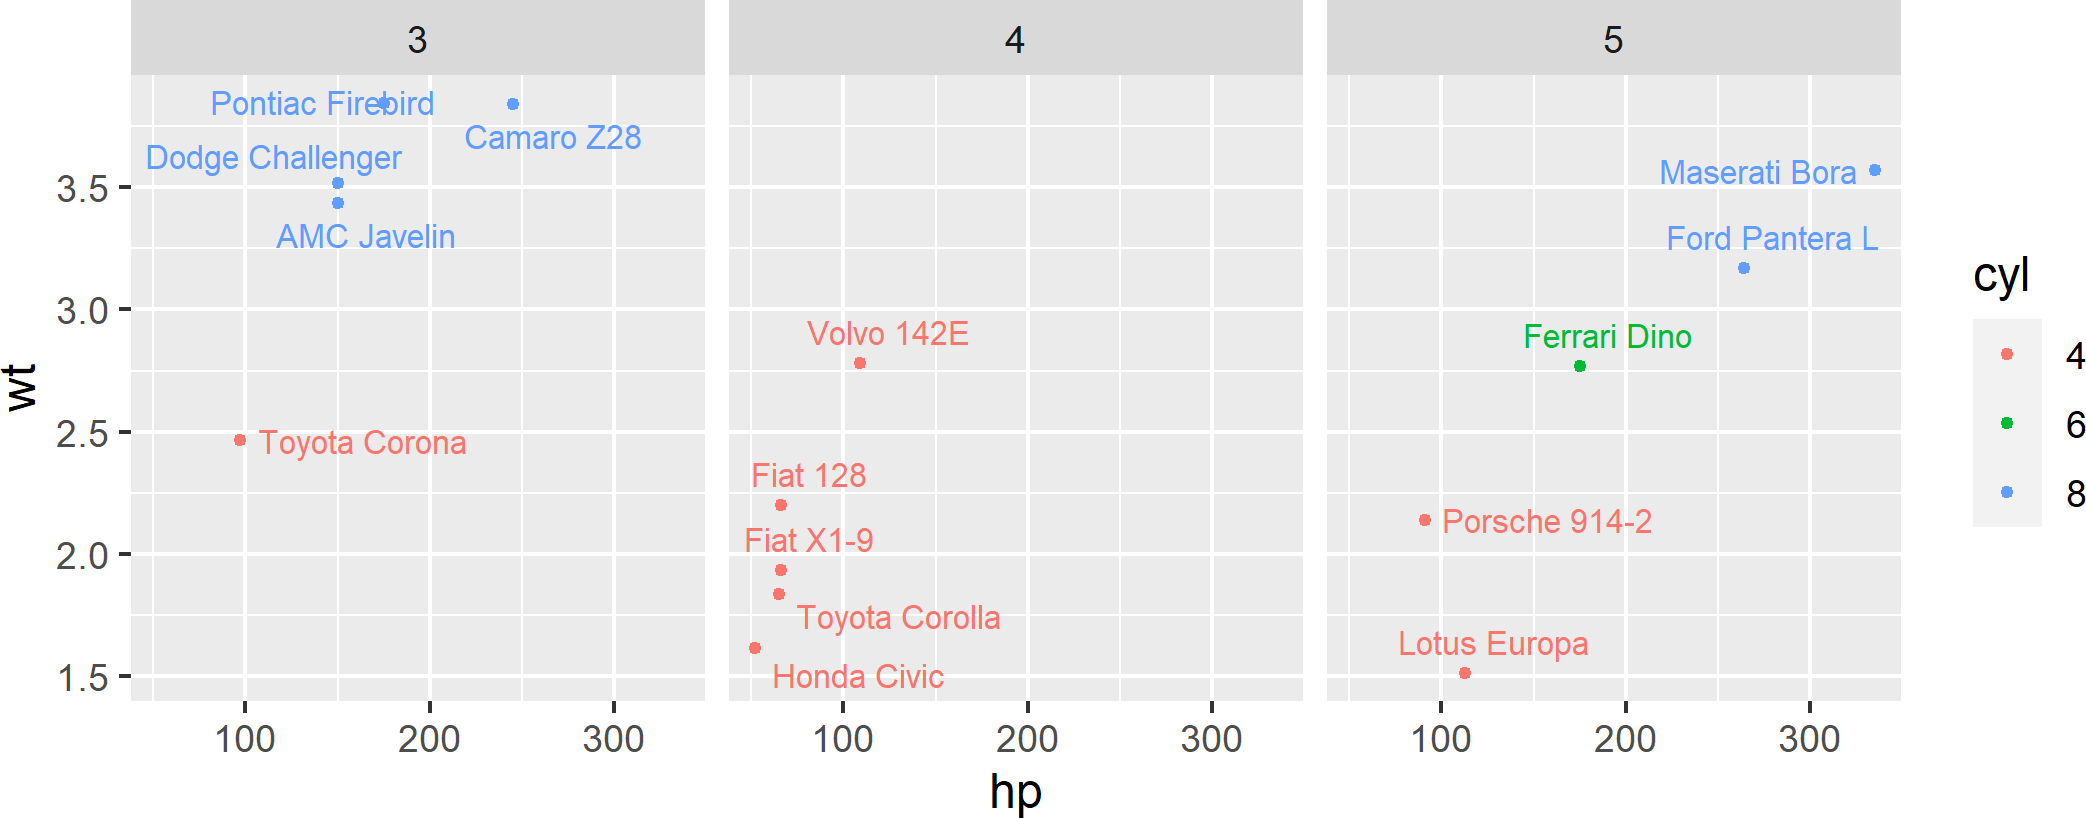 3 4 5
Pontiac Firebird
Camaro Z28
Dodge Challenger
AMC Javelin
Toyota Corona
Volvo 142E
Fiat 128
Fiat X1-9
Toyota Corolla
Honda Civic
Maserati Bora
Ford Pantera L
Ferrari Dino
Porsche 914-2
Lotus Europa
3.5
3.0
2.5
2.0
1.5
wt
100 200 300 100 200 300 100 200 300
hp
cyl
4
6
8